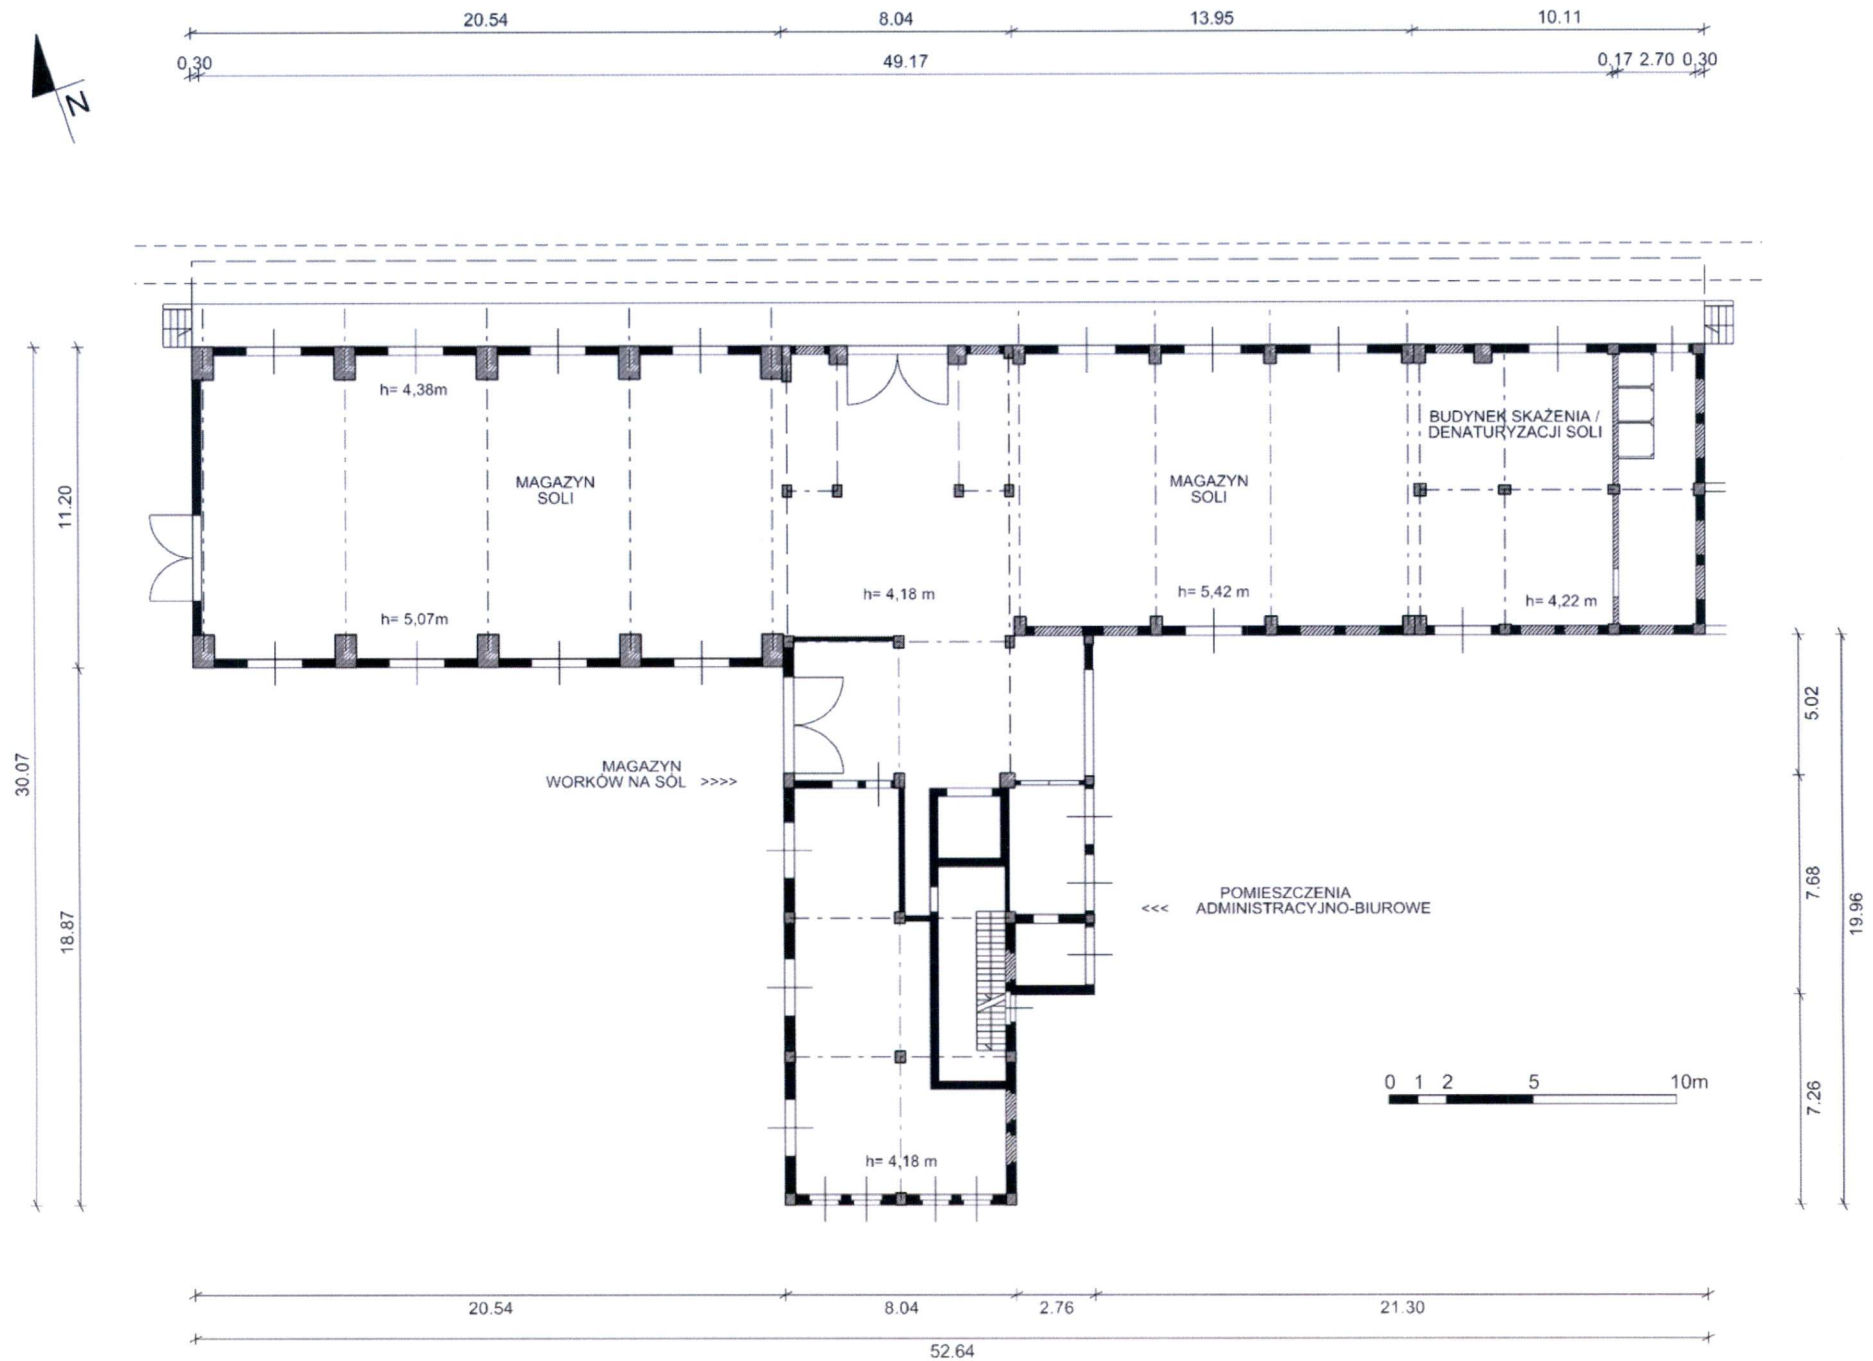 20.54 8.04 13.95 10.11
0,30 49.17 0,17 2.70 0,30
N
h= 4,38m
BUDYNEK SKAŻENIA /
DENATURYZACJI SOLI
MAGAZYN
SOLI
MAGAZYN
SOLI
11.20
h= 5,07m
h= 4,18 m
h= 5,42 m
h= 4,22 m
5.02
30.07
MAGAZYN
WORKÓW NA SÓL >>>>
18.87
7.68
19.96
POMIESZCZENIA
<<< ADMINISTRACYJNO-BIUROWE
0 1 2 5 10m
7.26
h= 4,18 m
20.54 8.04 2.76 21.30
52.64